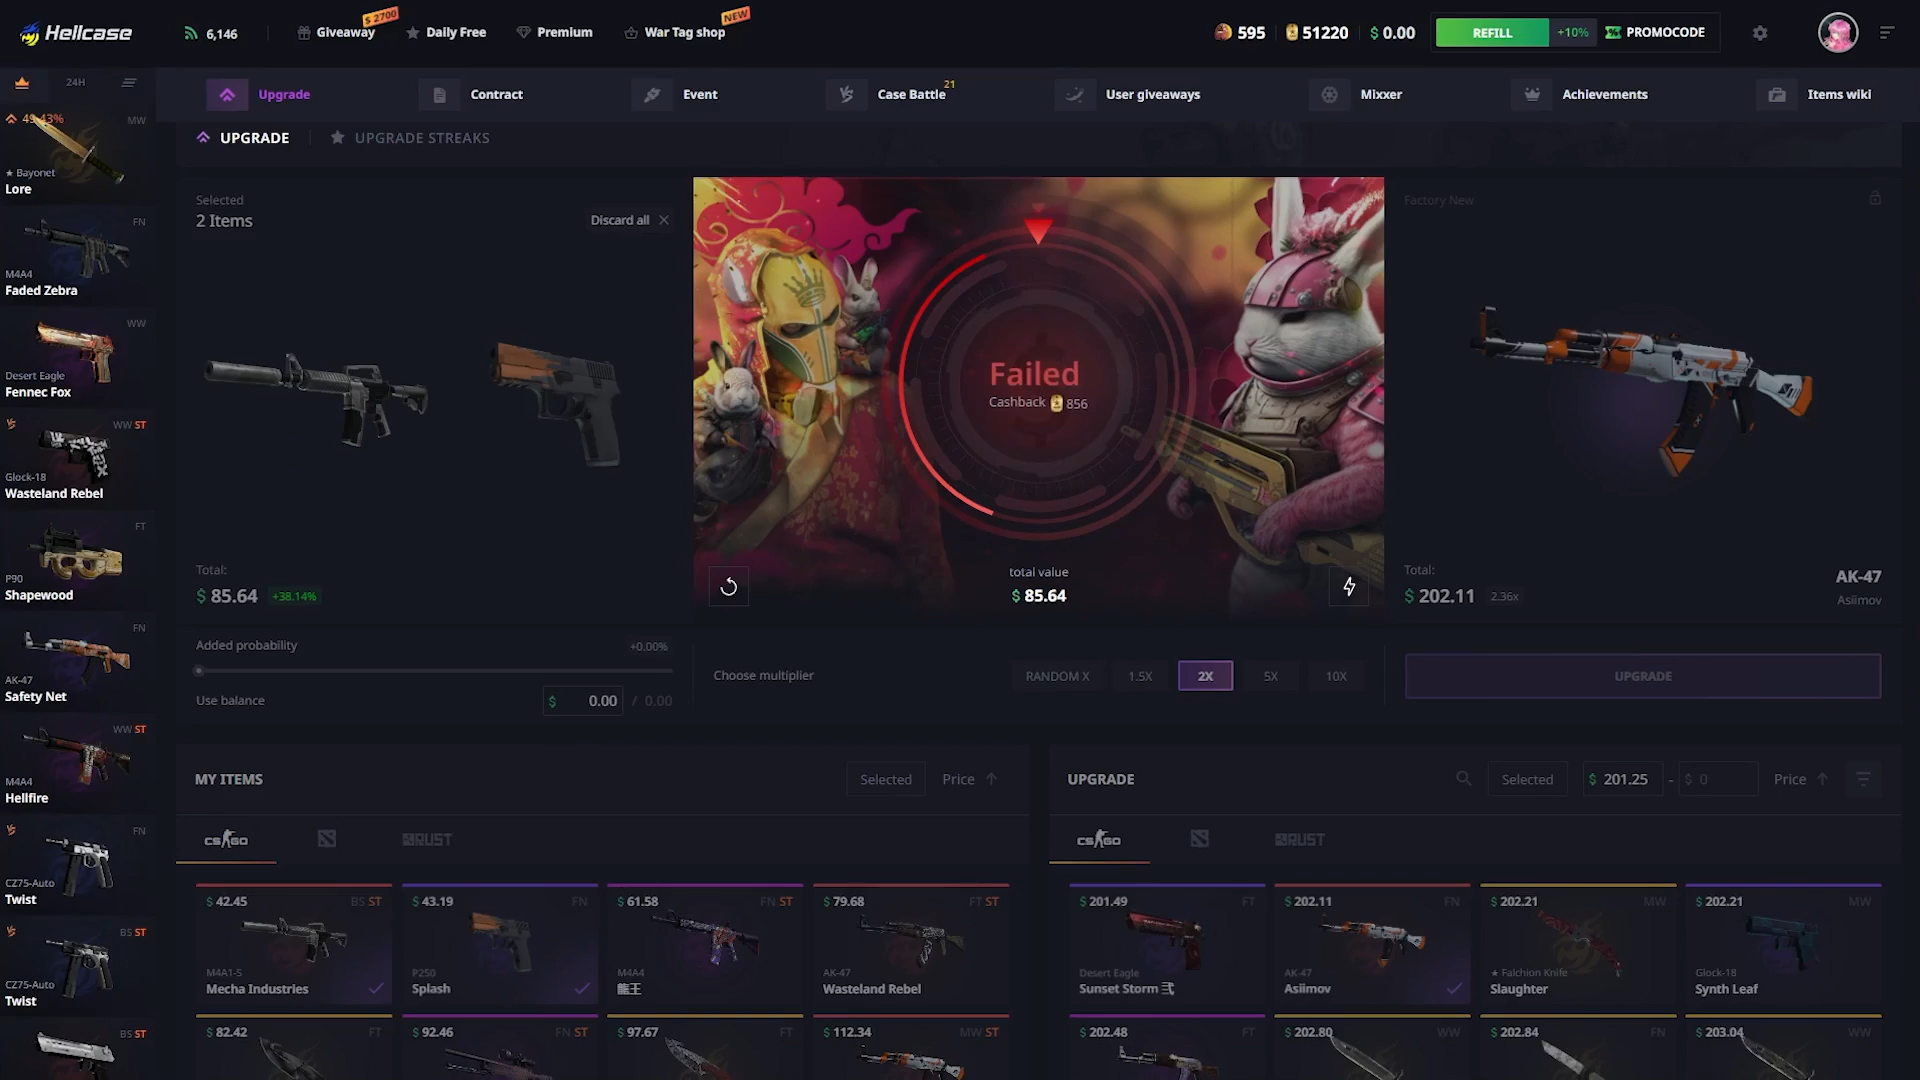 Hellcase
6,146
Giveaway
$ 2700
Daily Free
Premium
War Tag shop
NEW
595
51220
$ 0.00
REFILL
+10%
PROMOCODE
24H
Upgrade
Contract
Event
Case Battle
21
User giveaways
Mixxer
Achievements
Items wiki
49.43%
MW
★ Bayonet
Lore
FN
M4A4
Faded Zebra
WW
Desert Eagle
Fennec Fox
WW ST
Glock-18
Wasteland Rebel
FT
P90
Shapewood
FN
AK-47
Safety Net
WW ST
M4A4
Hellfire
FN
CZ75-Auto
Twist
BS ST
CZ75-Auto
Twist
BS ST
UPGRADE
UPGRADE STREAKS
Selected
2 Items
Discard all
Total:
$ 85.64
+38.14%
Failed
Cashback 856
total value
$ 85.64
Factory New
Total:
$ 202.11
2.36x
AK-47
Asiimov
Added probability
+0.00%
Use balance
$ 0.00
/ 0.00
Choose multiplier
RANDOM X
1.5X
2X
5X
10X
UPGRADE
MY ITEMS
Selected
Price
CS GO
RUST
$ 42.45
BS ST
M4A1-S
Mecha Industries
$ 43.19
FN
P250
Splash
$ 61.58
FN ST
M4A4
龍王
$ 79.68
FT ST
AK-47
Wasteland Rebel
$ 82.42
FT
$ 92.46
FN ST
$ 97.67
FT
$ 112.34
MW ST
UPGRADE
Selected
$ 201.25
-
$ 0
Price
CS GO
RUST
$ 201.49
FT
Desert Eagle
Sunset Storm 弐
$ 202.11
FN
AK-47
Asiimov
$ 202.21
MW
★ Falchion Knife
Slaughter
$ 202.21
MW
Glock-18
Synth Leaf
$ 202.48
FT
$ 202.80
WW
$ 202.84
FN
$ 203.04
WW